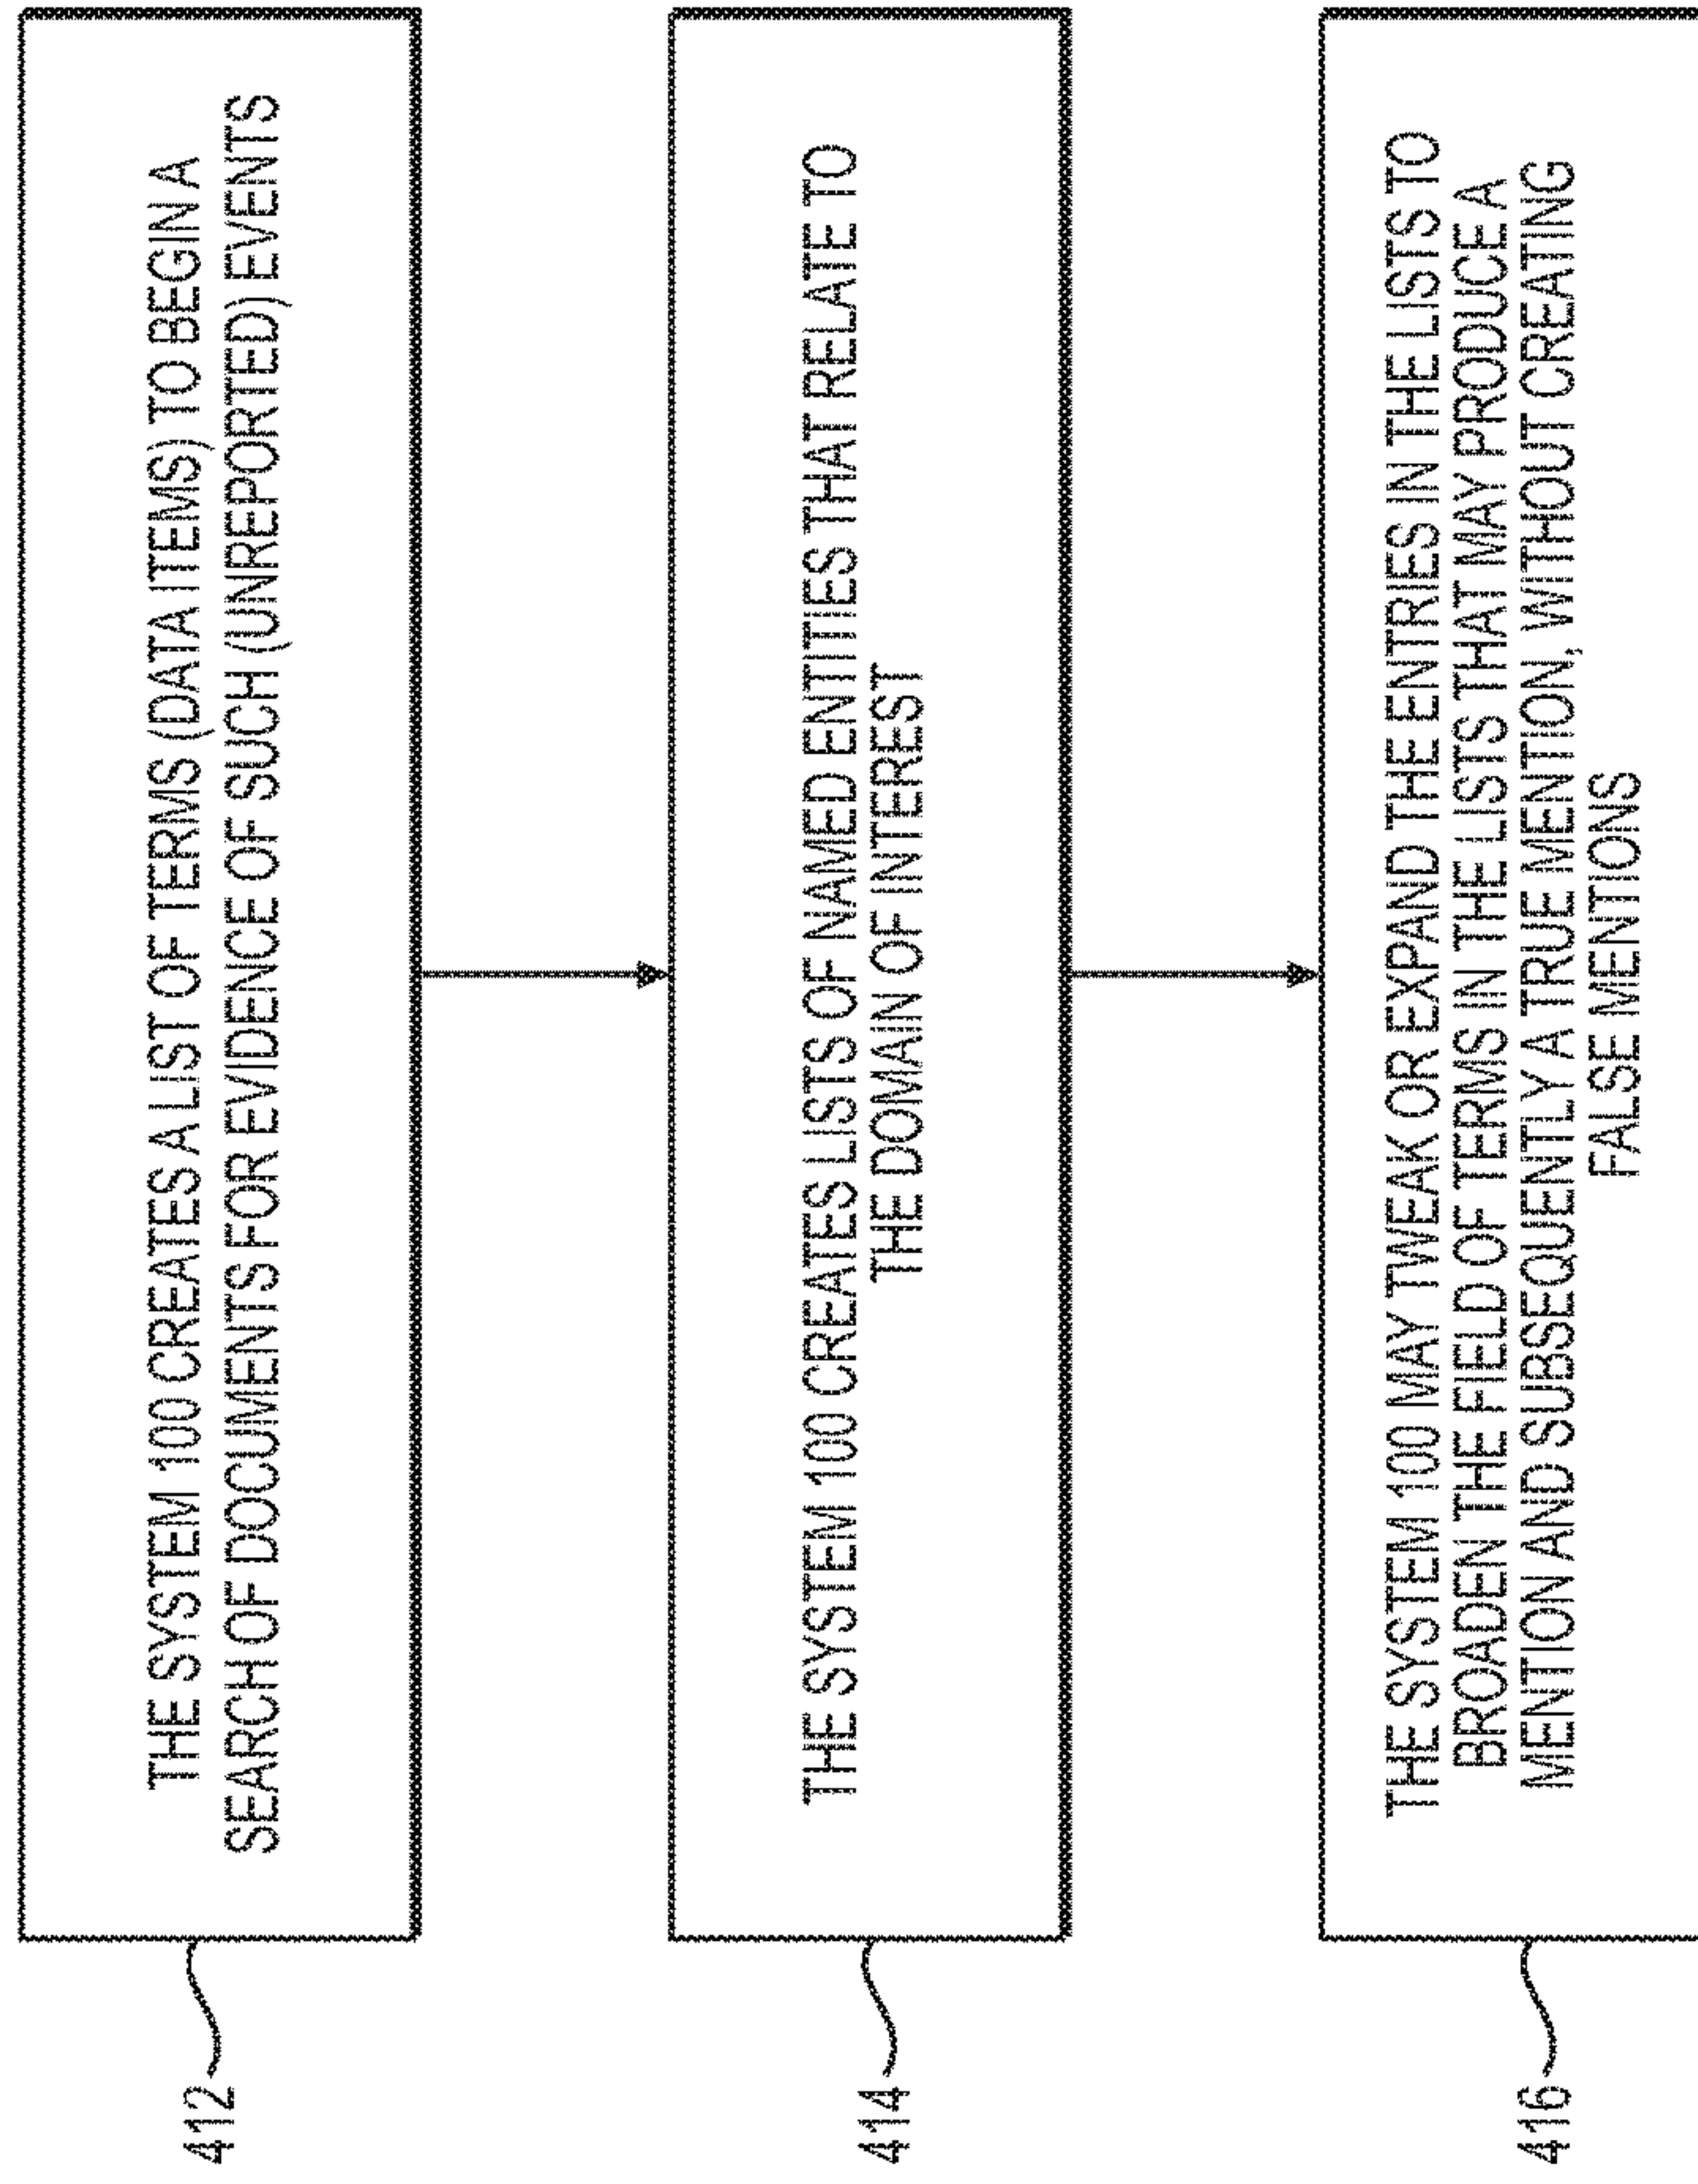 THE SYSTEM 100 CREATES A LIST OF TERMS (DATA ITEMS) TO BEGIN A
SEARCH OF DOCUMENTS FOR EVIDENCE OF SUCH (UNREPORTED) EVENTS
412
THE SYSTEM 100 CREATES LISTS OF NAMED ENTITIES THAT RELATE TO
THE DOMAIN OF INTEREST
414
THE SYSTEM 100 MAY TWEAK OR EXPAND THE ENTRIES IN THE LISTS TO
BROADEN THE FIELD OF TERMS IN THE LISTS THAT MAY PRODUCE A
MENTION AND SUBSEQUENTLY A TRUE MENTION, WITHOUT CREATING
FALSE MENTIONS
416